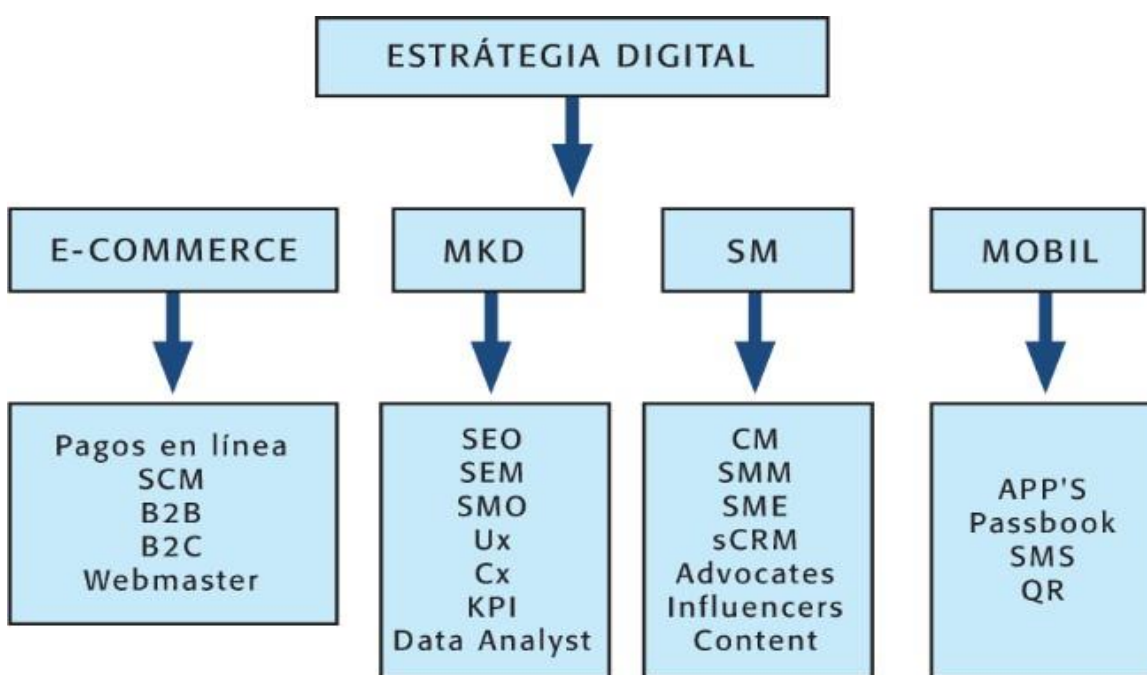 ESTRÁTEGIA DIGITAL
E-COMMERCE
MKD
SM
MOBIL
Pagos en línea
SCM
B2B
B2C
Webmaster
SEO
SEM
SMO
Ux
Cx
KPI
Data Analyst
CM
SMM
SME
sCRM
Advocates
Influencers
Content
APP'S
Passbook
SMS
QR